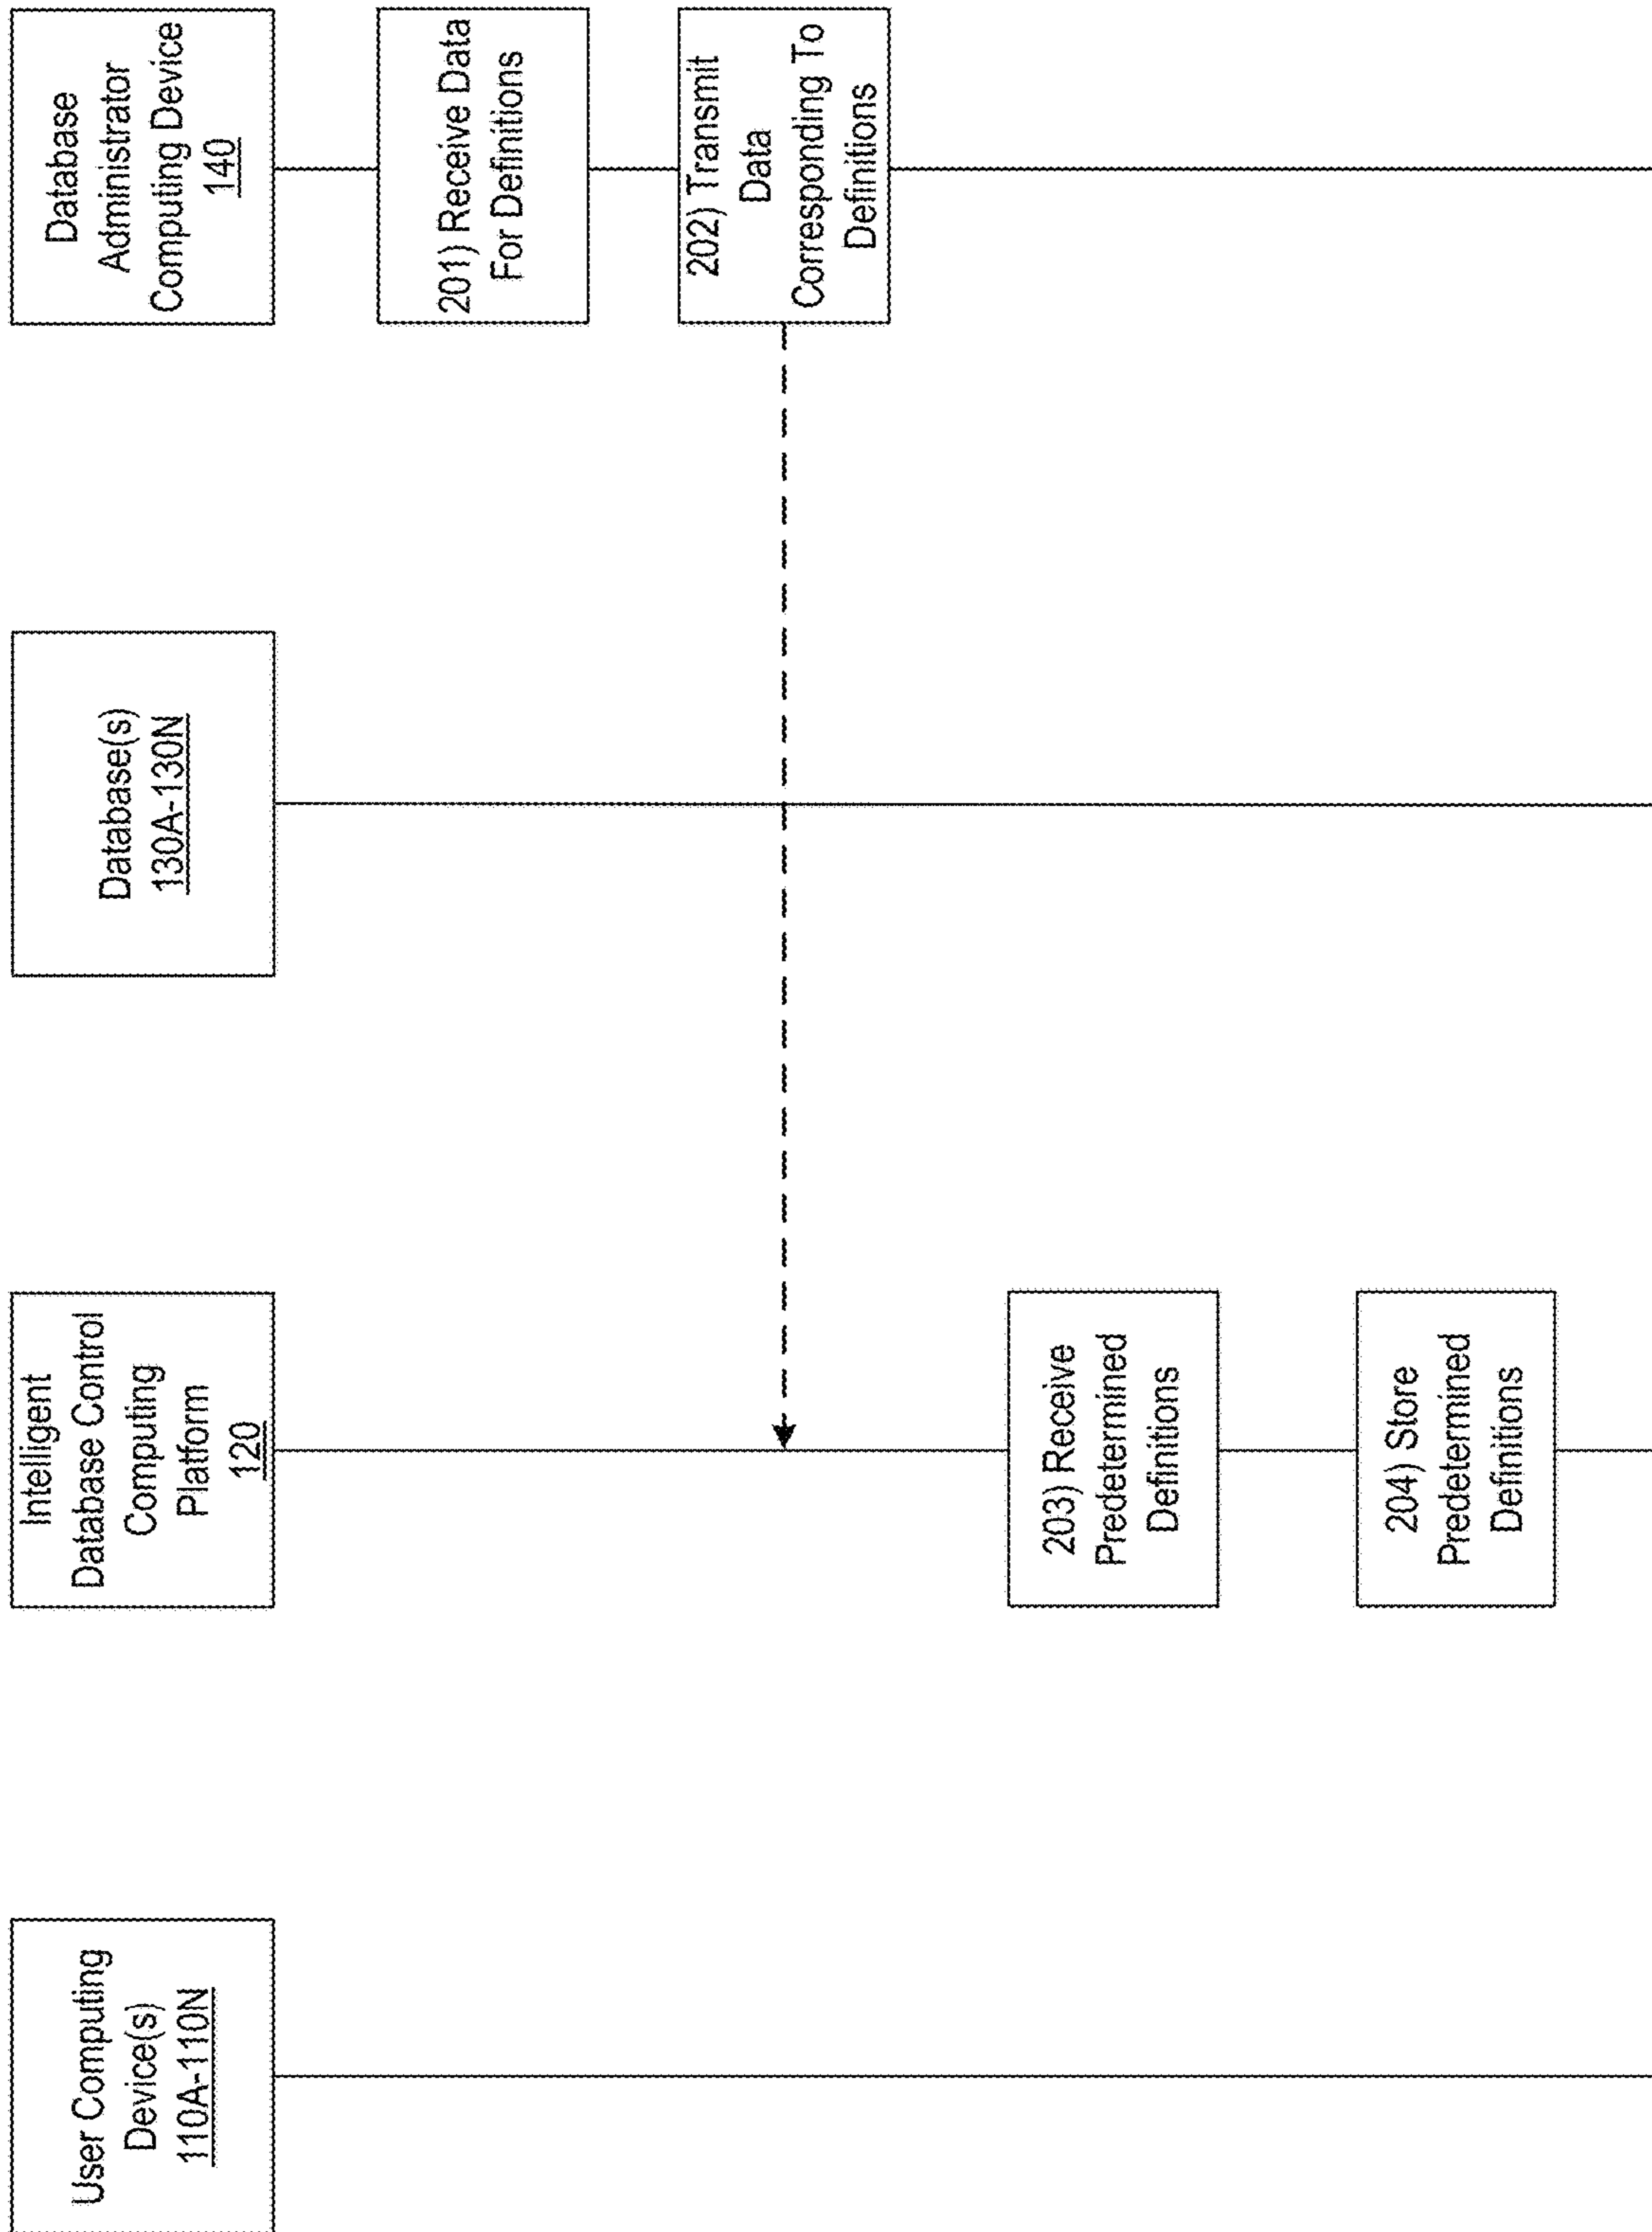 User Computing
Device(s)
110A-110N
Intelligent
Database Control
Computing
Platform
120
Database(s)
130A-130N
Database
Administrator
Computing Device
140
201) Receive Data
For Definitions
202) Transmit
Data
Corresponding To
Definitions
203) Receive
Predetermined
Definitions
204) Store
Predetermined
Definitions